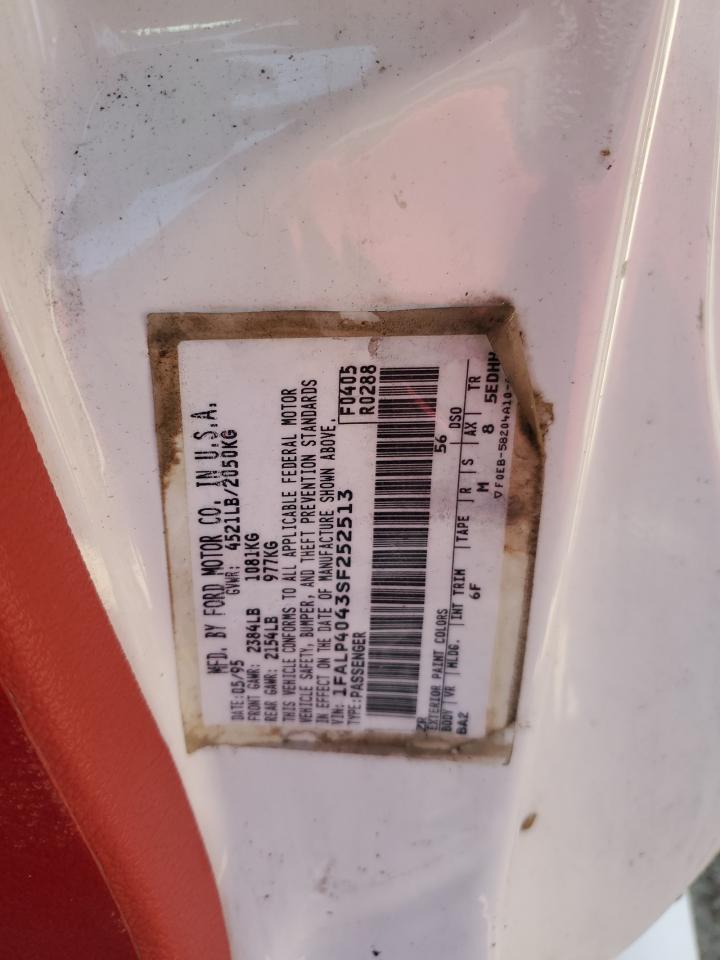 MFD. BY FORD MOTOR CO. IN U.S.A.
DATE: 05/95 GVWR: 4521LB/2050KG
FRONT GAWR: 2384LB 1081KG
REAR GAWR: 2154LB 977KG
THIS VEHICLE CONFORMS TO ALL APPLICABLE FEDERAL MOTOR
VEHICLE SAFETY, BUMPER, AND THEFT PREVENTION STANDARDS
IN EFFECT ON THE DATE OF MANUFACTURE SHOWN ABOVE.
VIN: 1FALP4043SF252513 F0405
TYPE: PASSENGER R0288
ZR 56
EXTERIOR PAINT COLORS DSO
BODY VR MLDG. INT TRIM TAPE R S AX TR
BA2 6F M 8 5EDHH
▽F0EB-58204A10-